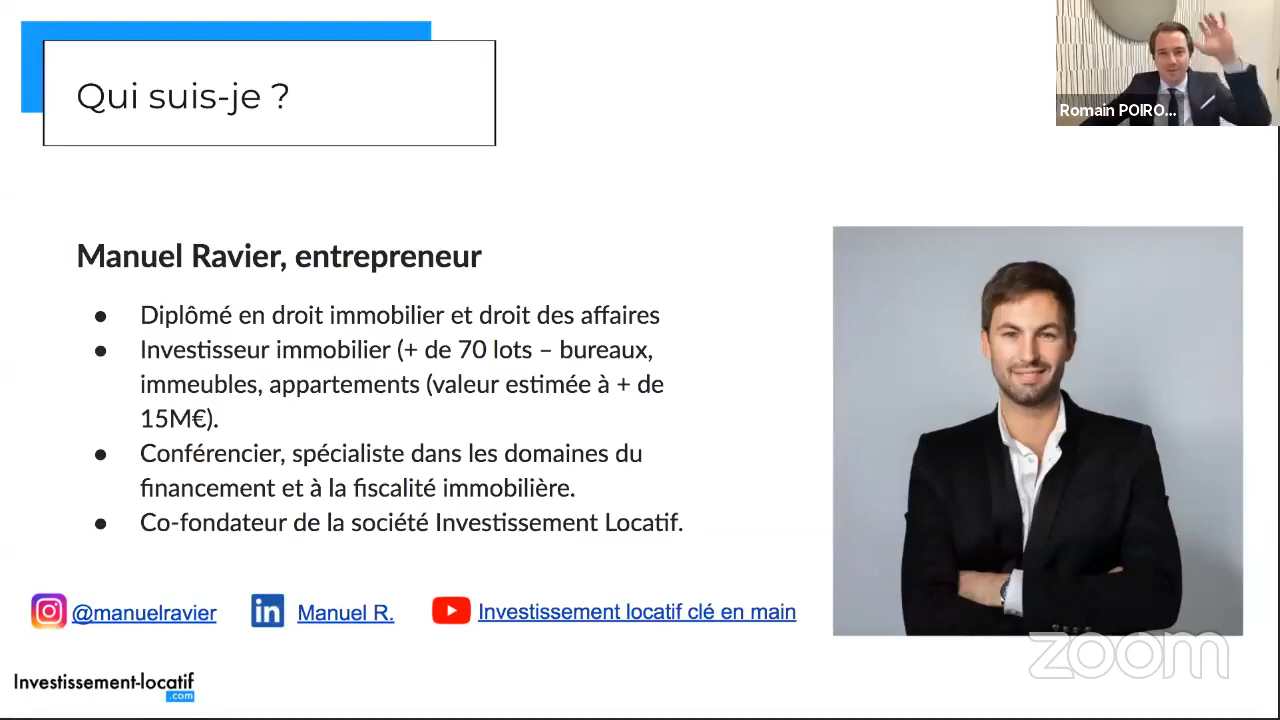 Qui suis-je ?
Romain POIRO...
Manuel Ravier, entrepreneur
● Diplômé en droit immobilier et droit des affaires
● Investisseur immobilier (+ de 70 lots – bureaux,
immeubles, appartements (valeur estimée à + de
15M€).
● Conférencier, spécialiste dans les domaines du
financement et à la fiscalité immobilière.
● Co-fondateur de la société Investissement Locatif.
@manuelravier
in
Manuel R.
Investissement locatif clé en main
zoom
Investissement-locatif
.com